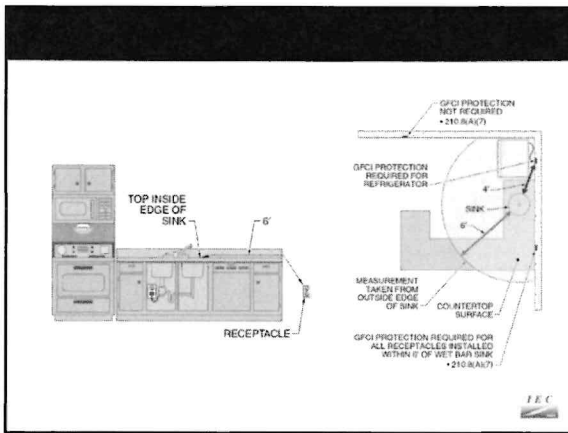 TOP INSIDE
EDGE OF
SINK
6'
RECEPTACLE
GFCI PROTECTION
NOT REQUIRED
• 210.8(A)(7)
GFCI PROTECTION
REQUIRED FOR
REFRIGERATOR
4'
SINK
6'
MEASUREMENT
TAKEN FROM
OUTSIDE EDGE
OF SINK
COUNTERTOP
SURFACE
GFCI PROTECTION REQUIRED FOR
ALL RECEPTACLES INSTALLED
WITHIN 6' OF WET BAR SINK
• 210.8(A)(7)
IEC